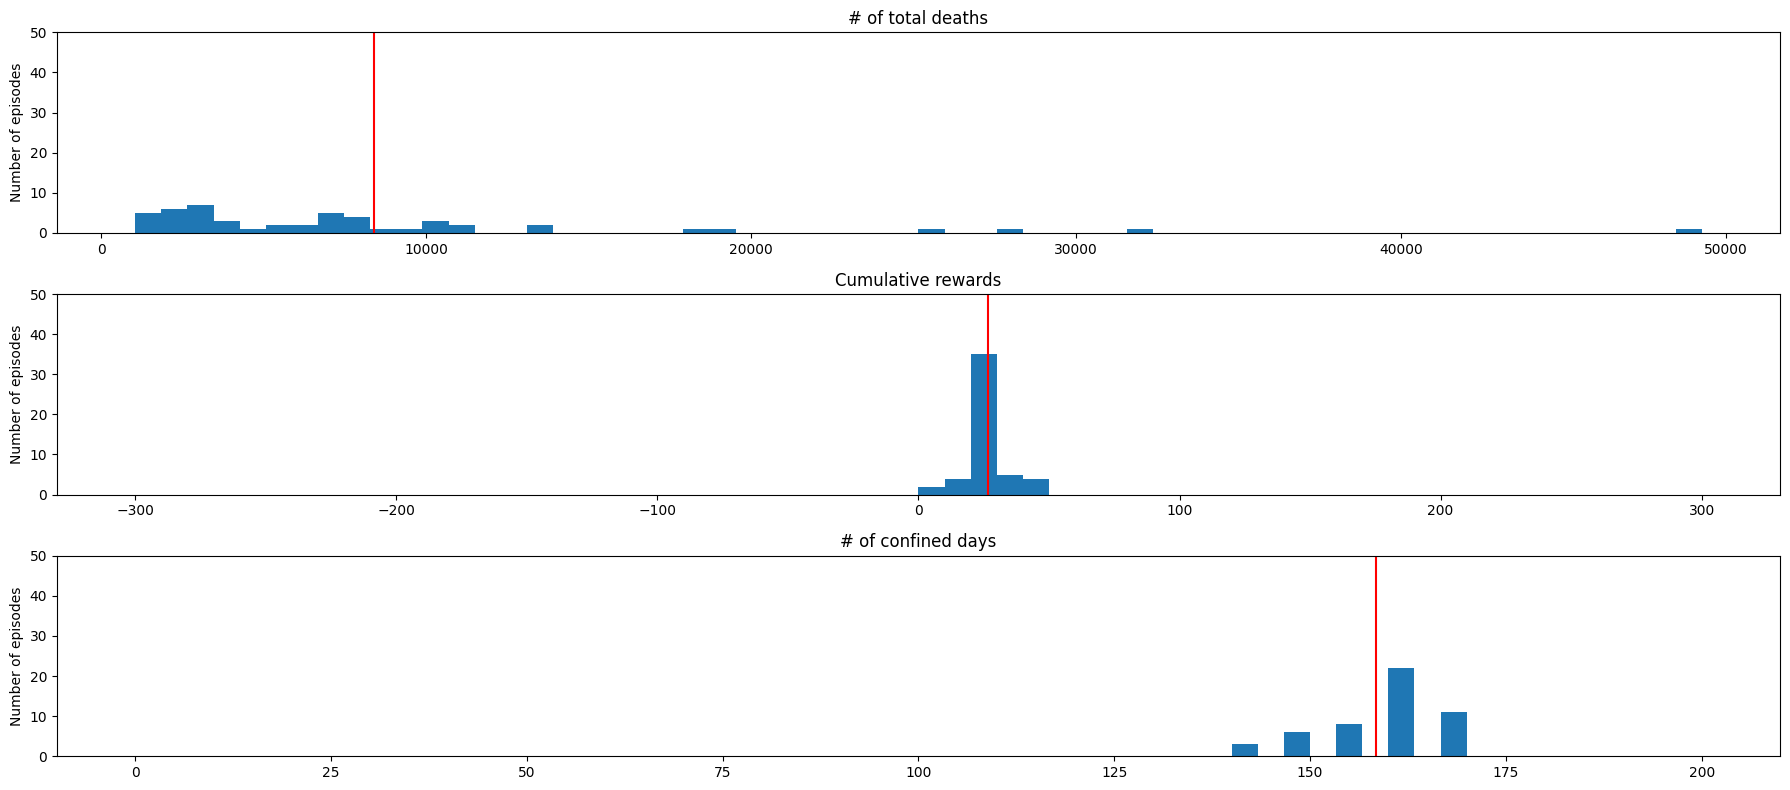 # of total deaths
50
40
30
20
10
0
Number of episodes
0 10000 20000 30000 40000 50000
Cumulative rewards
50
40
30
20
10
0
Number of episodes
−300 −200 −100 0 100 200 300
# of confined days
50
40
30
20
10
0
Number of episodes
0 25 50 75 100 125 150 175 200